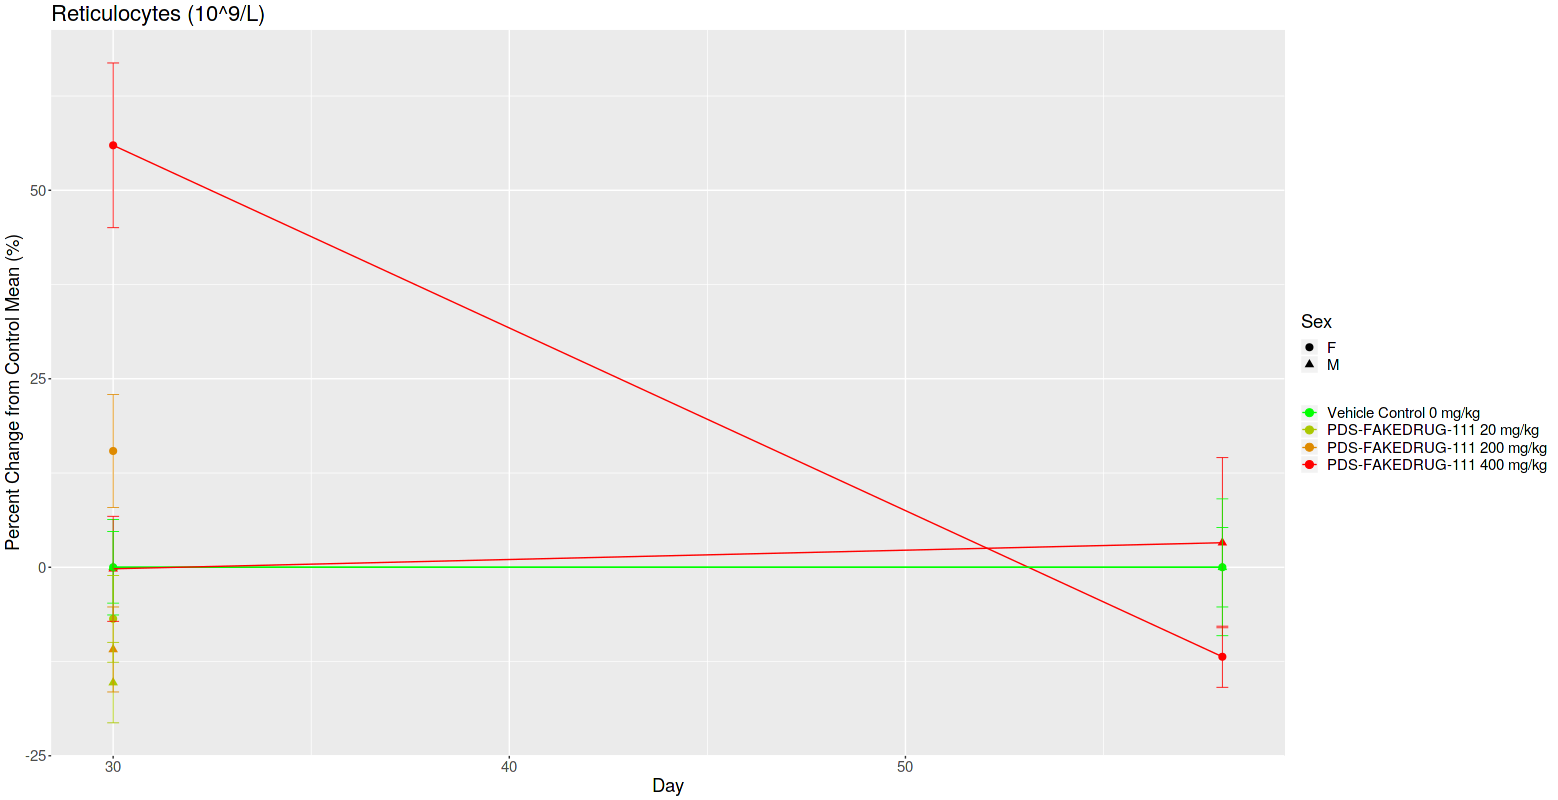 Reticulocytes (10^9/L)
Percent Change from Control Mean (%)
50
25
0
-25
30
40
50
Day
Sex
F
M
Vehicle Control 0 mg/kg
PDS-FAKEDRUG-111 20 mg/kg
PDS-FAKEDRUG-111 200 mg/kg
PDS-FAKEDRUG-111 400 mg/kg